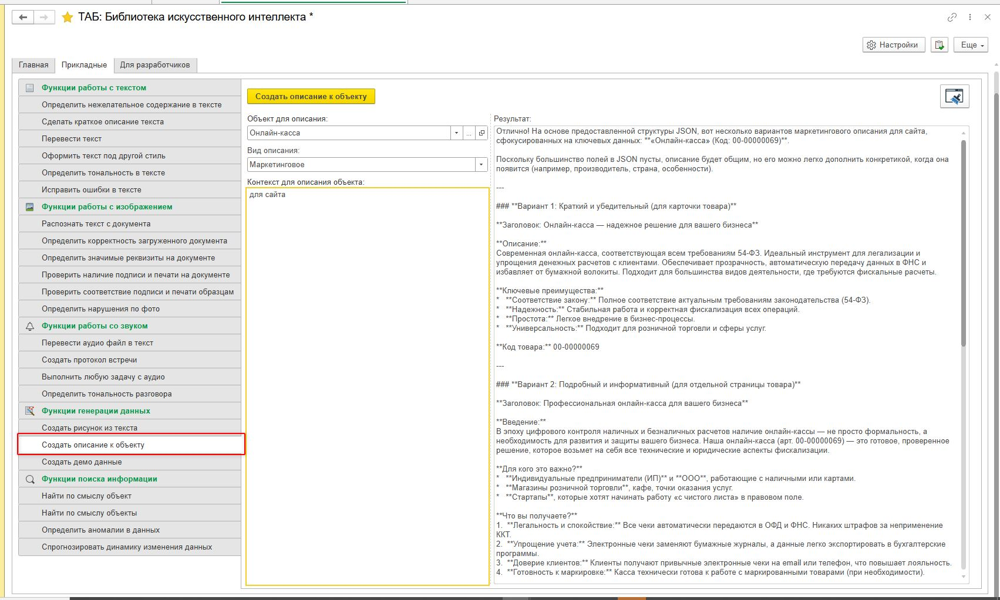 ТАБ: Библиотека искусственного интеллекта *
Настройки
Еще
Главная
Прикладные
Для разработчиков
Функции работы с текстом
Определить нежелательное содержание в тексте
Сделать краткое описание текста
Перевести текст
Оформить текст под другой стиль
Определить тональность в тексте
Исправить ошибки в тексте
Функции работы с изображением
Распознать текст с документа
Определить корректность загруженного документа
Определить значимые реквизиты на документе
Проверить наличие подписи и печати на документе
Проверить соответствие подписи и печати образцам
Определить нарушения по фото
Функции работы со звуком
Перевести аудио файл в текст
Создать протокол встречи
Выполнить любую задачу с аудио
Определить тональность разговора
Функции генерации данных
Создать рисунок из текста
Создать описание к объекту
Создать демо данные
Функции поиска информации
Найти по смыслу объект
Найти по смыслу объекты
Определить аномалии в данных
Спрогнозировать динамику изменения данных
Создать описание к объекту
Объект для описания:
Онлайн-касса
...
Вид описания:
Маркетинговое
Контекст для описания объекта:
для сайта
Результат:
Отлично! На основе предоставленной структуры JSON, вот несколько вариантов маркетингового описания для сайта,
сфокусированных на ключевых данных: **«Онлайн-касса» (Код: 00-00000069)**.
Поскольку большинство полей в JSON пусты, описание будет общим, но его можно легко дополнить конкретикой, когда она
появится (например, производитель, страна, особенности).
---
### **Вариант 1: Краткий и убедительный (для карточки товара)**
**Заголовок: Онлайн-касса — надежное решение для вашего бизнеса**
**Описание:**
Современная онлайн-касса, соответствующая всем требованиям 54-ФЗ. Идеальный инструмент для легализации и
упрощения денежных расчетов с клиентами. Обеспечивает прозрачность, автоматическую передачу данных в ФНС и
избавляет от бумажной волокиты. Подходит для большинства видов деятельности, где требуются фискальные расчеты.
**Ключевые преимущества:**
* **Соответствие закону:** Полное соответствие актуальным требованиям законодательства (54-ФЗ).
* **Надежность:** Стабильная работа и корректная фискализация всех операций.
* **Простота:** Легкое внедрение в бизнес-процессы.
* **Универсальность:** Подходит для розничной торговли и сферы услуг.
**Код товара:** 00-00000069
---
### **Вариант 2: Подробный и информативный (для отдельной страницы товара)**
**Заголовок: Профессиональная онлайн-касса для вашего бизнеса**
**Введение:**
В эпоху цифрового контроля наличных и безналичных расчетов наличие онлайн-кассы — не просто формальность, а
необходимость для развития и защиты вашего бизнеса. Наша онлайн-касса (арт. 00-00000069) — это готовое, проверенное
решение, которое возьмет на себя все технические и юридические аспекты фискализации.
**Для кого это важно?**
* **Индивидуальные предприниматели (ИП)** и **ООО**, работающие с наличными или картами.
* **Магазины розничной торговли**, кафе, точки оказания услуг.
* **Стартапы**, которые хотят начинать работу «с чистого листа» в правовом поле.
**Что вы получаете?**
1. **Легальность и спокойствие:** Все чеки автоматически передаются в ОФД и ФНС. Никаких штрафов за неприменение
ККТ.
2. **Упрощение учета:** Электронные чеки заменяют бумажные журналы, а данные легко экспортировать в бухгалтерские
программы.
3. **Доверие клиентов:** Клиенты получают привычные электронные чеки на email или телефон, что повышает лояльность.
4. **Готовность к маркировке:** Касса технически готова к работе с маркированными товарами (при необходимости).